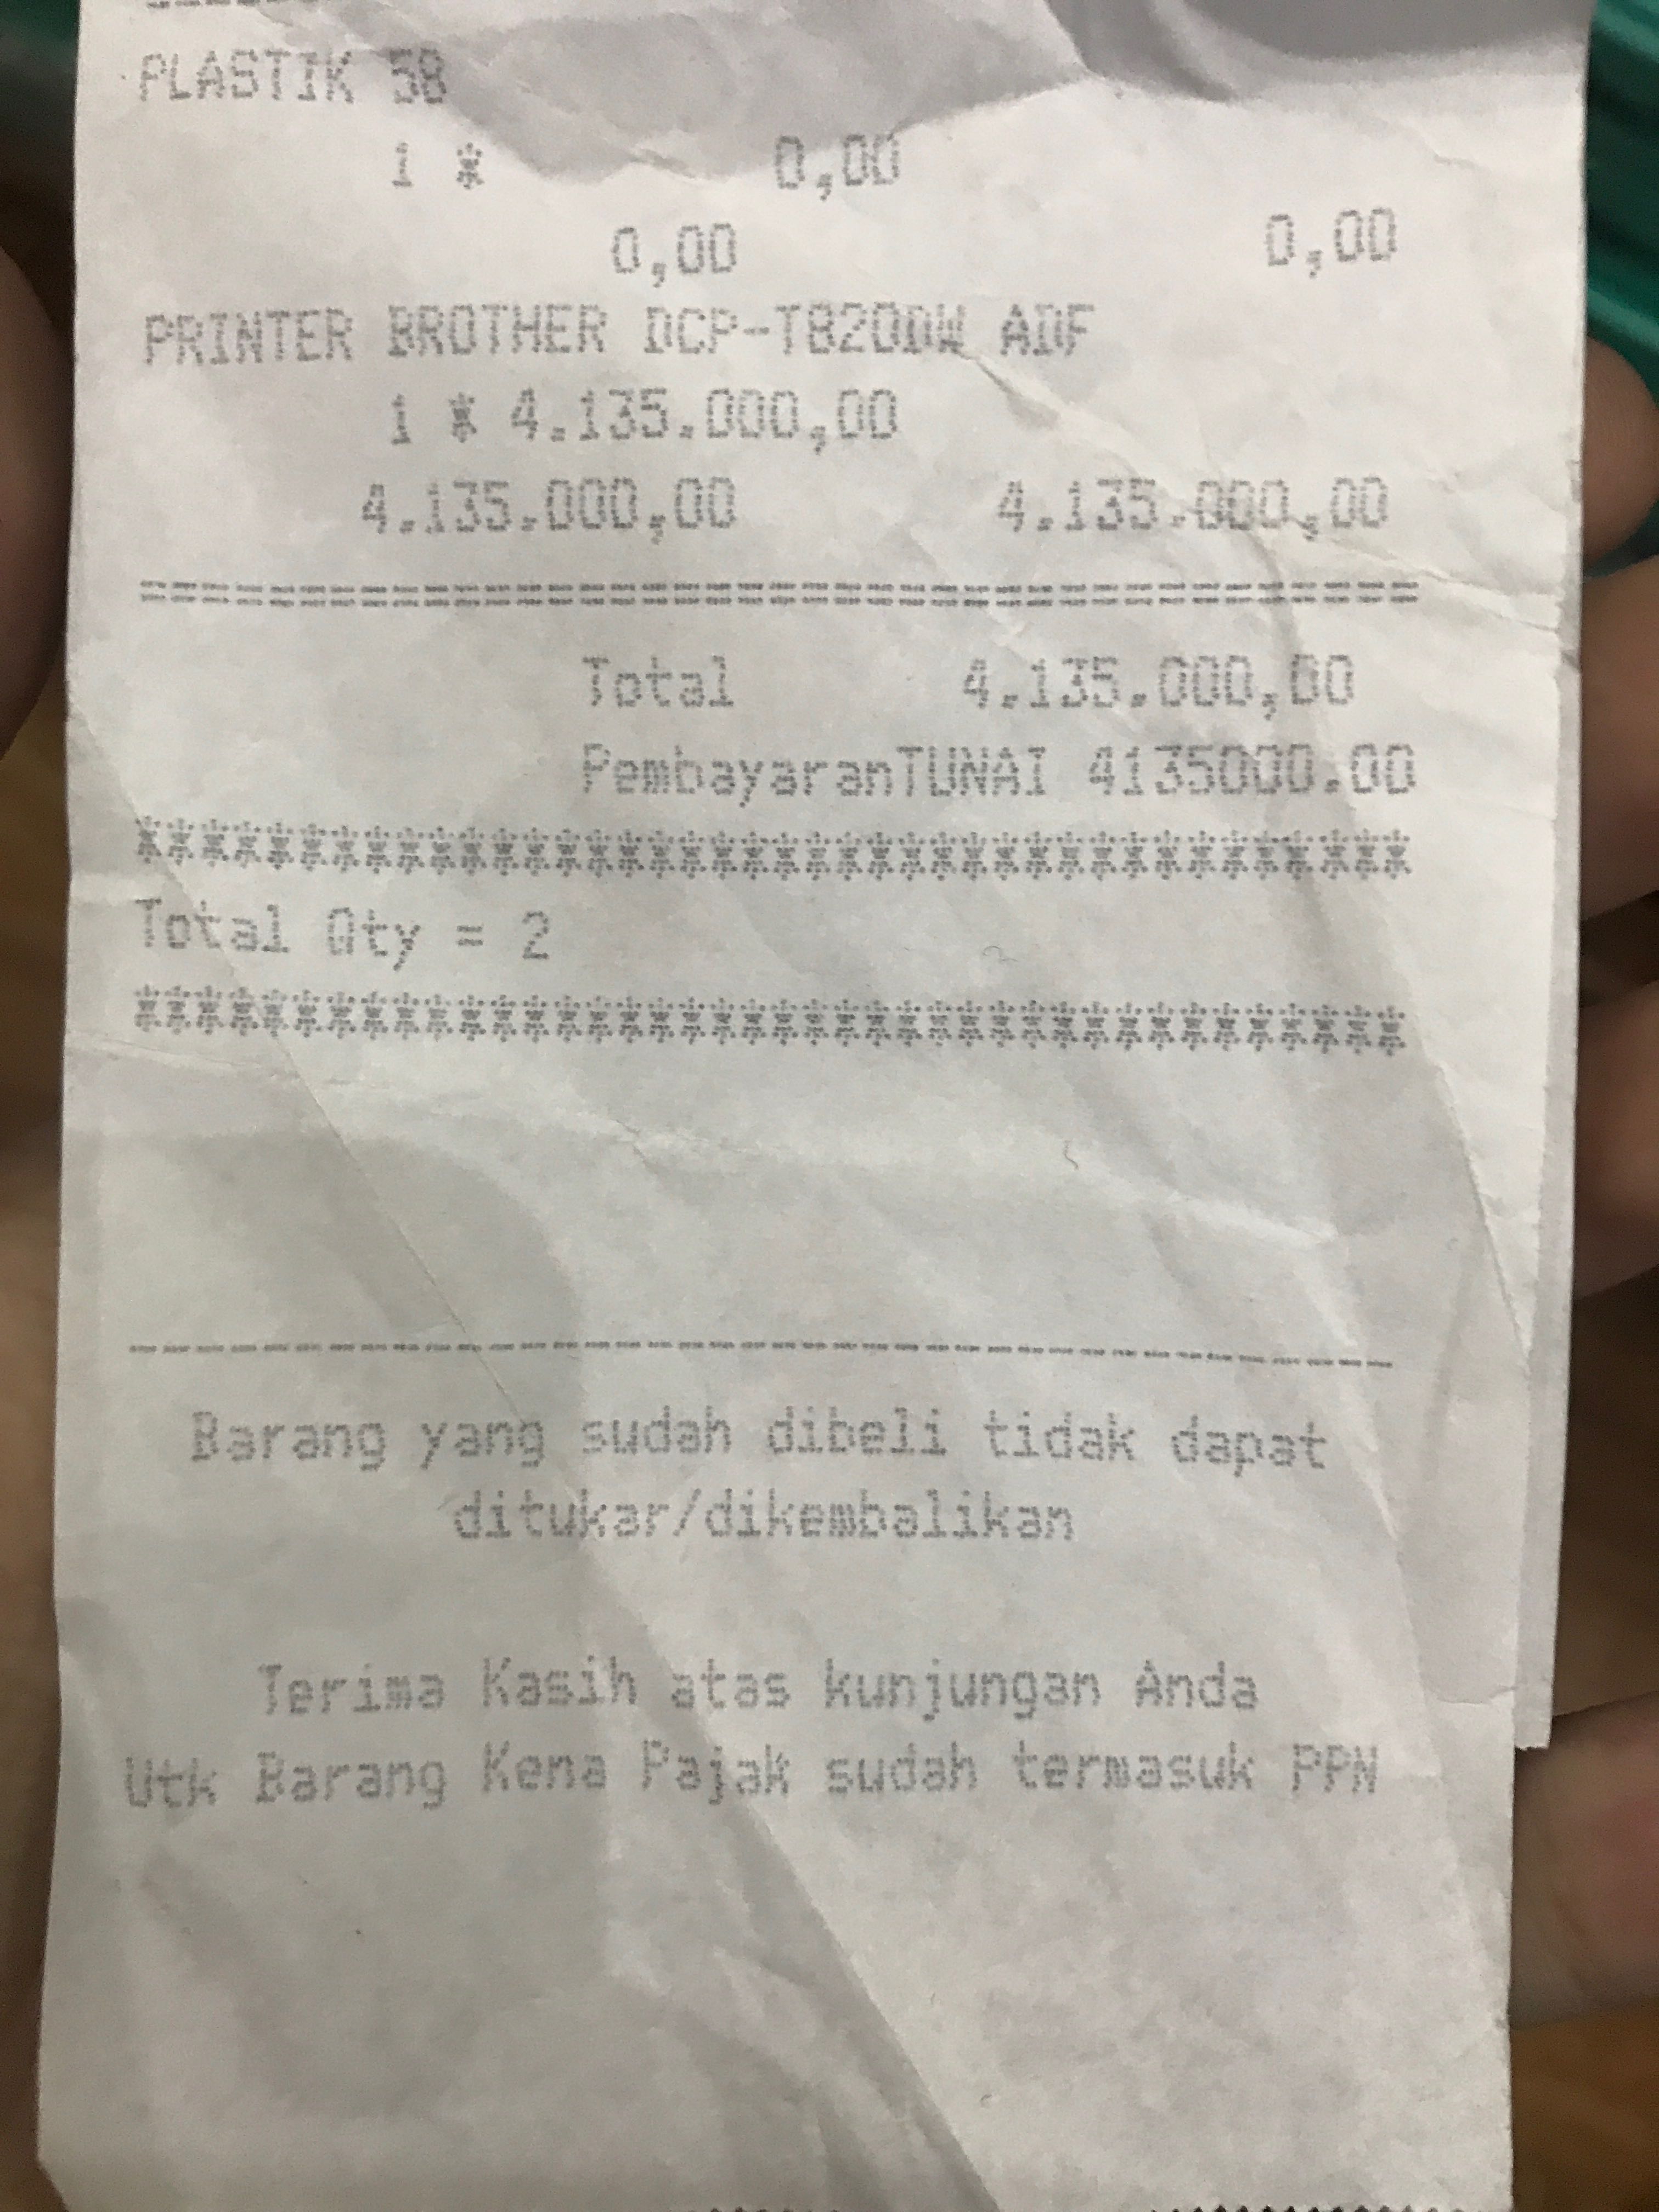 PLASTIK 58
1 * 0,00
0,00 0,00
PRINTER BROTHER DCP-T820DW ADF
1 * 4.135.000,00
4.135.000,00 4.135.000,00
========================================
Total 4.135.000,00
PembayaranTUNAI 4135000.00
****************************************
Total Qty = 2
****************************************
----------------------------------------
Barang yang sudah dibeli tidak dapat
ditukar/dikembalikan
Terima Kasih atas kunjungan Anda
Utk Barang Kena Pajak sudah termasuk PPN